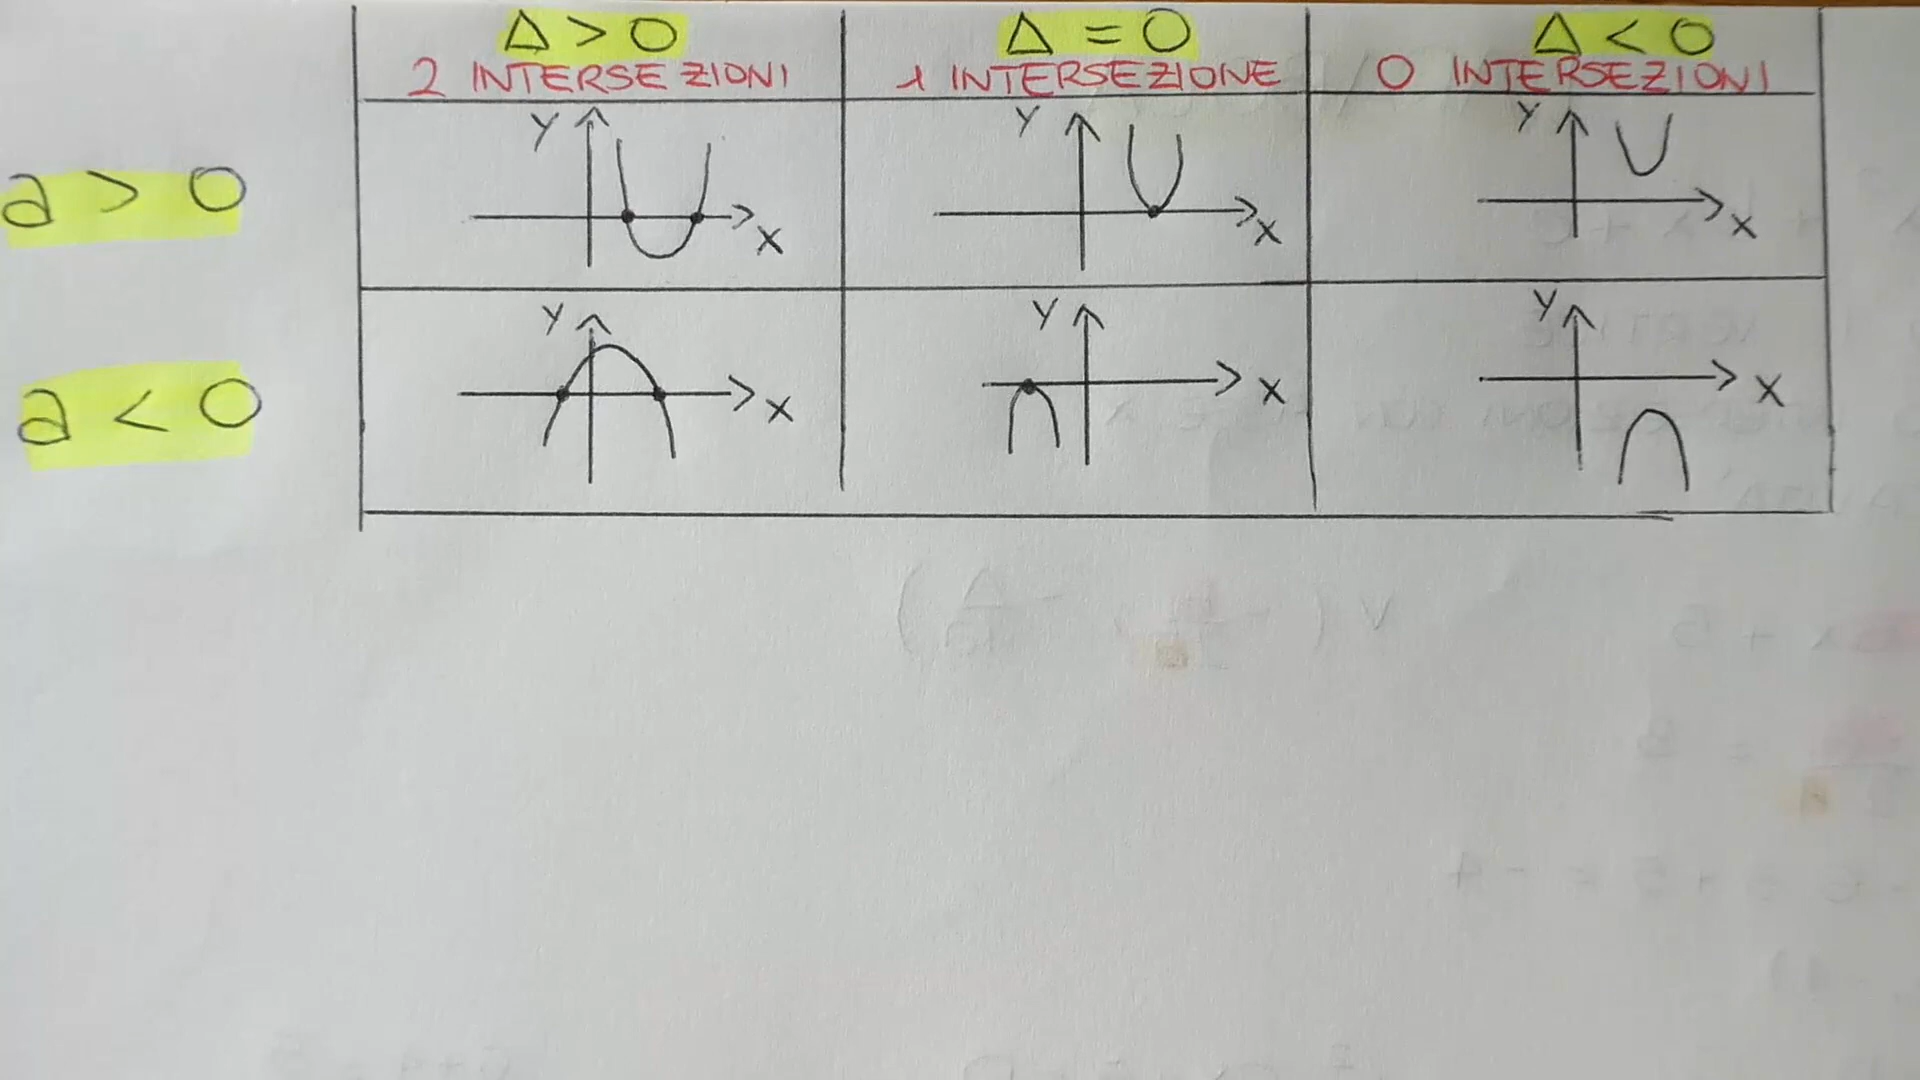 Δ > 0 Δ = 0 Δ < 0
2 INTERSEZIONI 1 INTERSEZIONE 0 INTERSEZIONI
a > 0
Y X Y X Y X
a < 0
Y X Y X Y X